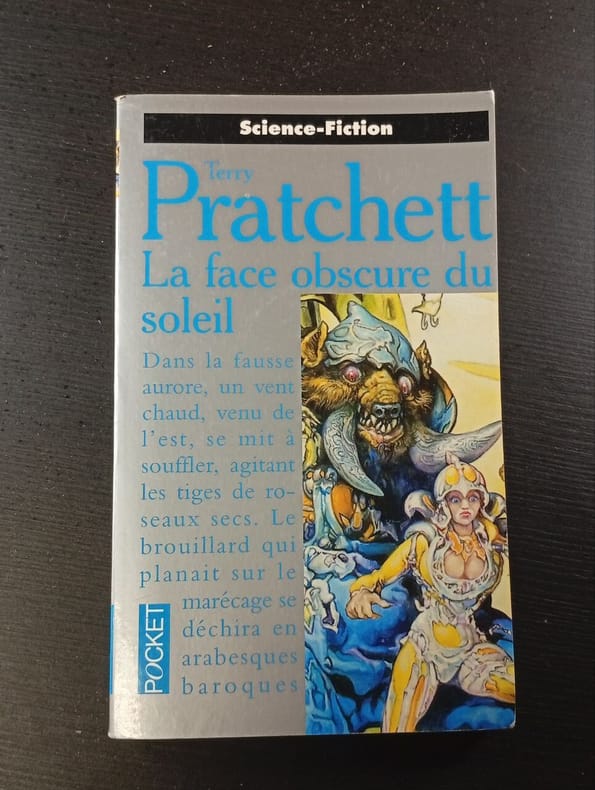 Science-Fiction
Terry
Pratchett
La face obscure du
soleil
Dans la fausse
aurore, un vent
chaud, venu de
l'est, se mit à
souffler, agitant
les tiges de ro-
seaux secs. Le
brouillard qui
planait sur le
marécage se
déchira en
arabesques
baroques
POCKET